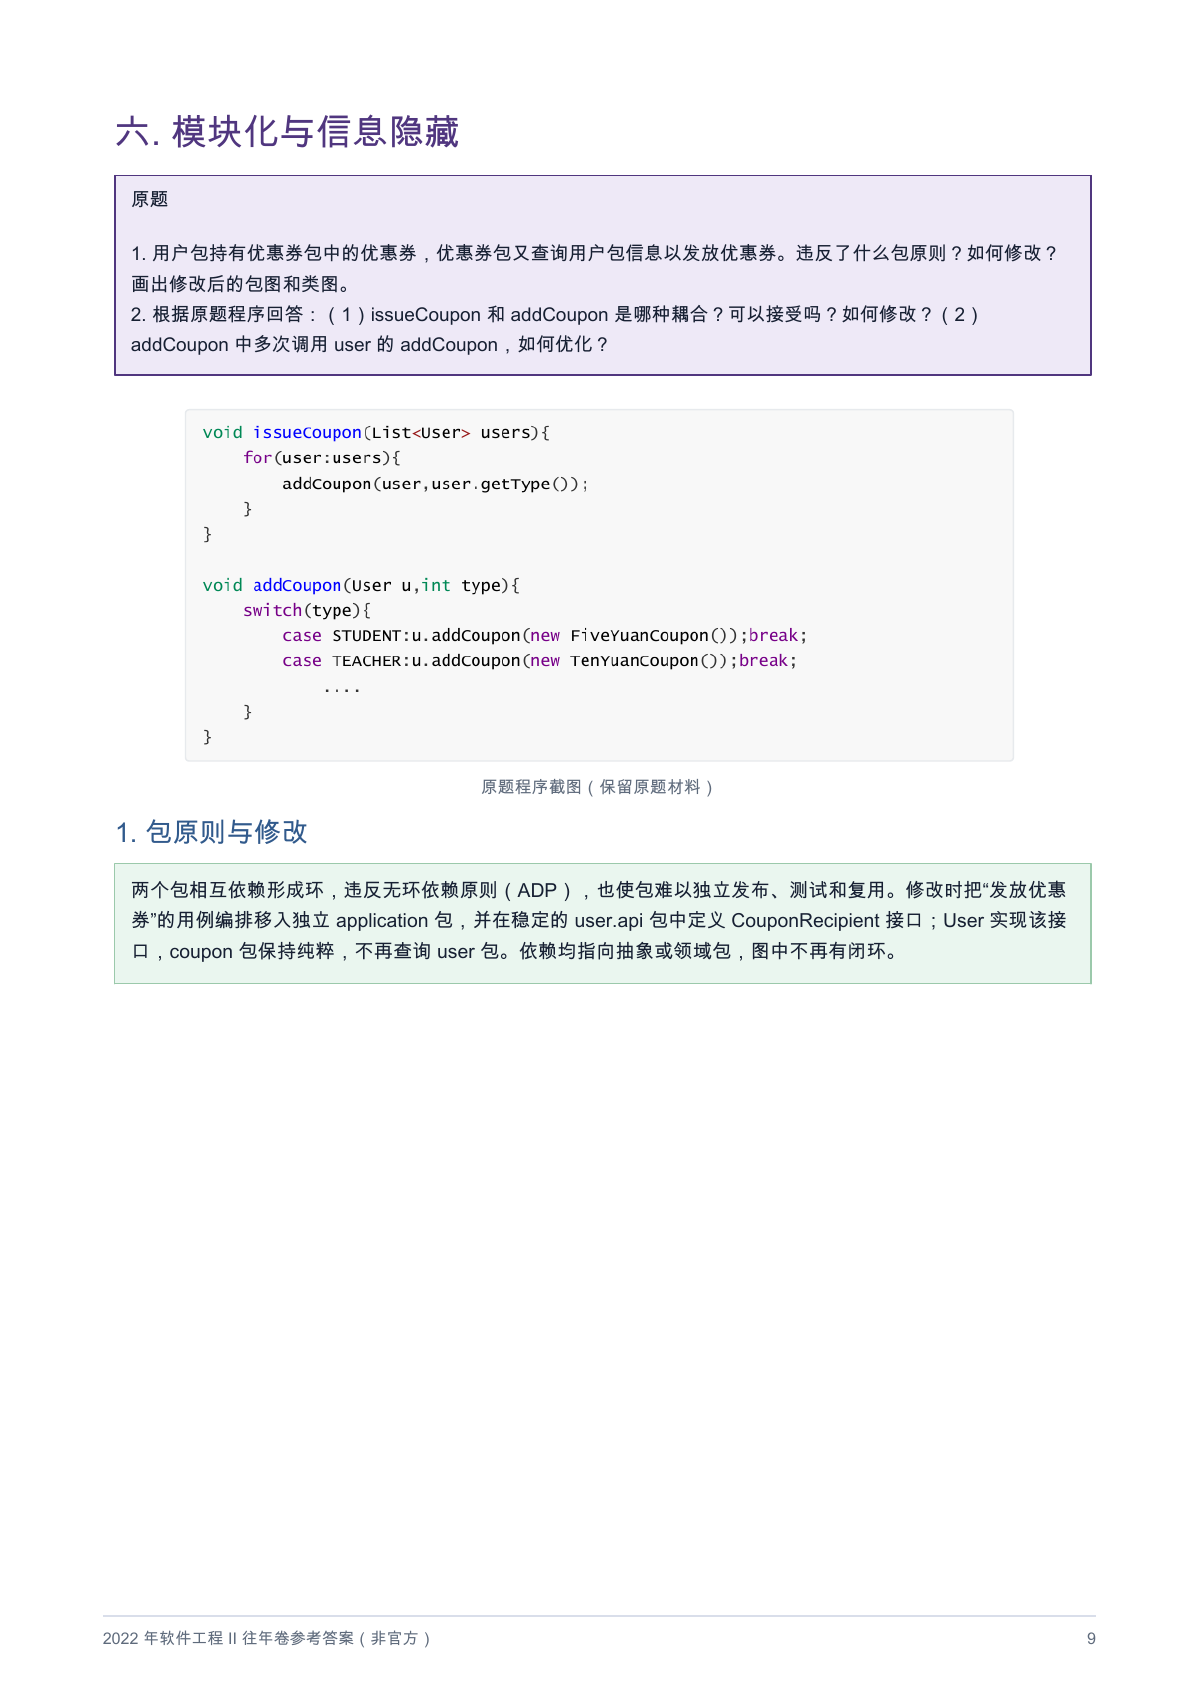 六. 模块化与信息隐藏
原题
1. 用户包持有优惠券包中的优惠券，优惠券包又查询用户包信息以发放优惠券。违反了什么包原则？如何修改？
画出修改后的包图和类图。
2. 根据原题程序回答：（1）issueCoupon 和 addCoupon 是哪种耦合？可以接受吗？如何修改？（2）
addCoupon 中多次调用 user 的 addCoupon，如何优化？
void issueCoupon(List<User> users){
    for(user:users){
        addCoupon(user,user.getType());
    }
}
void addCoupon(User u,int type){
    switch(type){
        case STUDENT:u.addCoupon(new FiveYuanCoupon());break;
        case TEACHER:u.addCoupon(new TenYuanCoupon());break;
            ....
    }
}
原题程序截图（保留原题材料）
1. 包原则与修改
两个包相互依赖形成环，违反无环依赖原则（ADP），也使包难以独立发布、测试和复用。修改时把“发放优惠
券”的用例编排移入独立 application 包，并在稳定的 user.api 包中定义 CouponRecipient 接口；User 实现该接
口，coupon 包保持纯粹，不再查询 user 包。依赖均指向抽象或领域包，图中不再有闭环。
2022 年软件工程 II 往年卷参考答案（非官方）
9